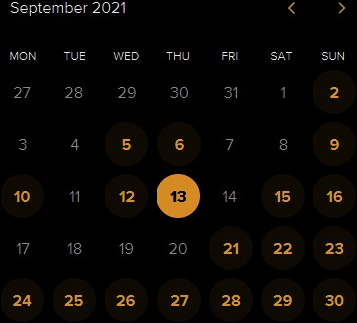 September 2021
MON TUE WED THU FRI SAT SUN
27 28 29 30 31 1 2
3 4 5 6 7 8 9
10 11 12 13 14 15 16
17 18 19 20 21 22 23
24 25 26 27 28 29 30